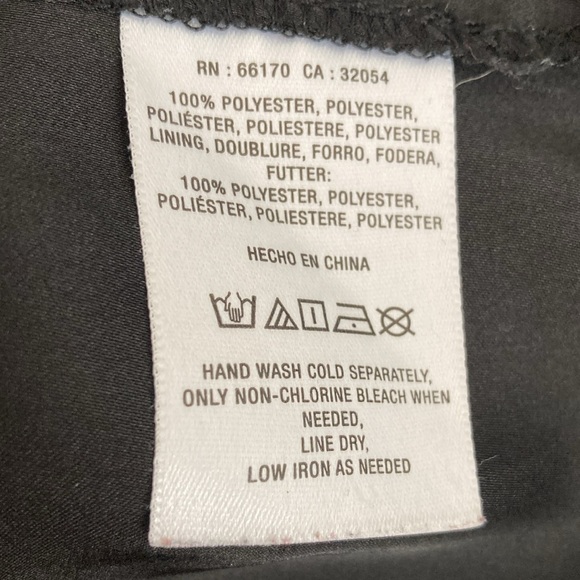 RN : 66170 CA : 32054
100% POLYESTER, POLYESTER,
POLIÉSTER, POLIESTERE, POLYESTER
LINING, DOUBLURE, FORRO, FODERA,
FUTTER:
100% POLYESTER, POLYESTER,
POLIÉSTER, POLIESTERE, POLYESTER
HECHO EN CHINA
HAND WASH COLD SEPARATELY,
ONLY NON-CHLORINE BLEACH WHEN
NEEDED,
LINE DRY,
LOW IRON AS NEEDED